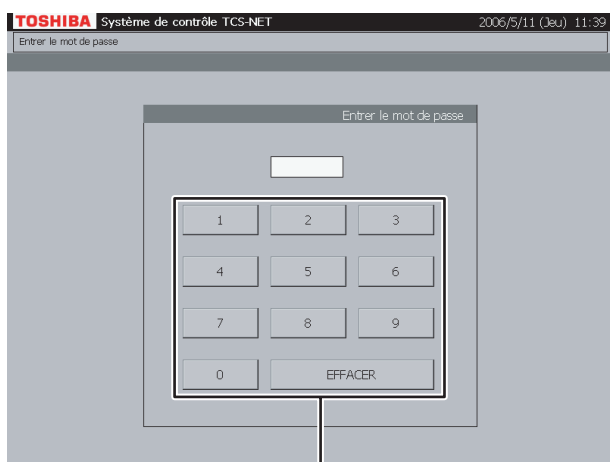 TOSHIBA Système de contrôle TCS-NET 2006/5/11 (Jeu) 11:39
Entrer le mot de passe
Entrer le mot de passe
1 2 3
4 5 6
7 8 9
0 EFFACER